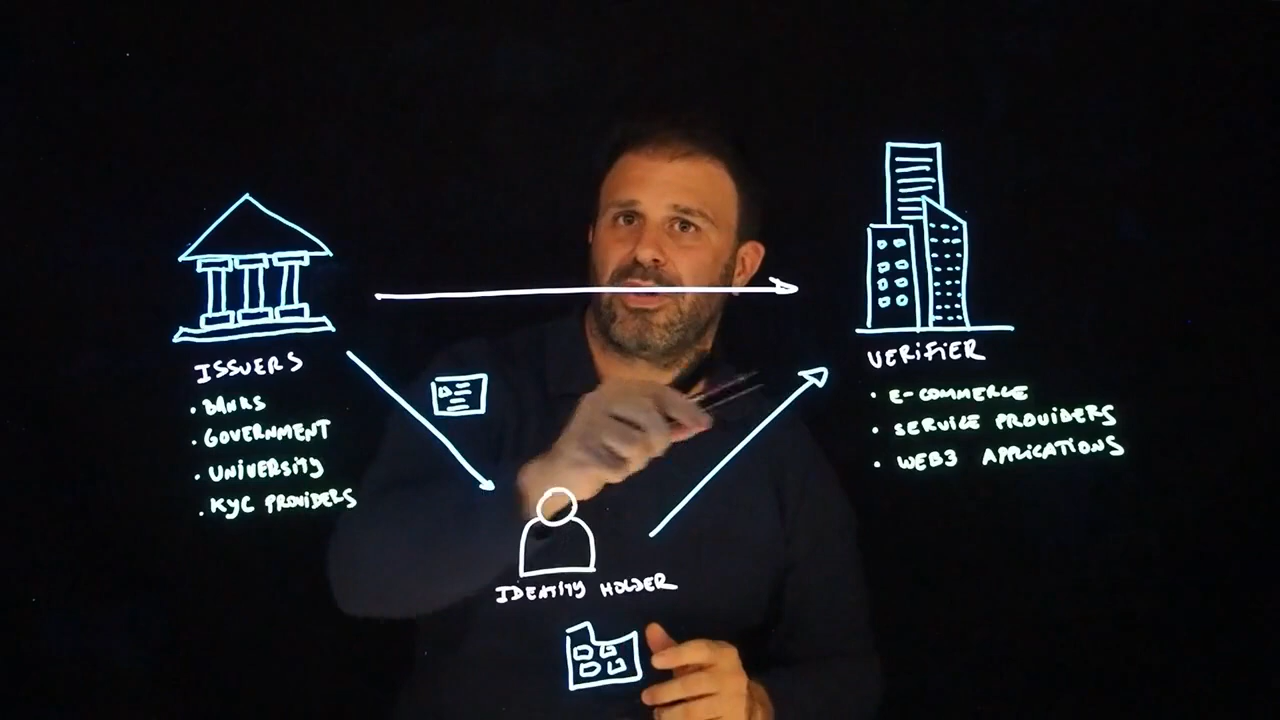 ISSUERS
• BANKS
• GOVERNMENT
• UNIVERSITY
• KYC PROVIDERS
VERIFIER
• E-COMMERCE
• SERVICE PROVIDERS
• WEB3 APPLICATIONS
IDENTITY HOLDER